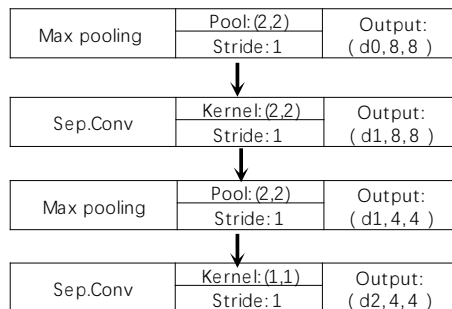 Max pooling
Pool:(2,2)
Stride:1
Output:
(d0,8,8)
Sep.Conv
Kernel:(2,2)
Stride:1
Output:
(d1,8,8)
Max pooling
Pool:(2,2)
Stride:1
Output:
(d1,4,4)
Sep.Conv
Kernel:(1,1)
Stride:1
Output:
(d2,4,4)